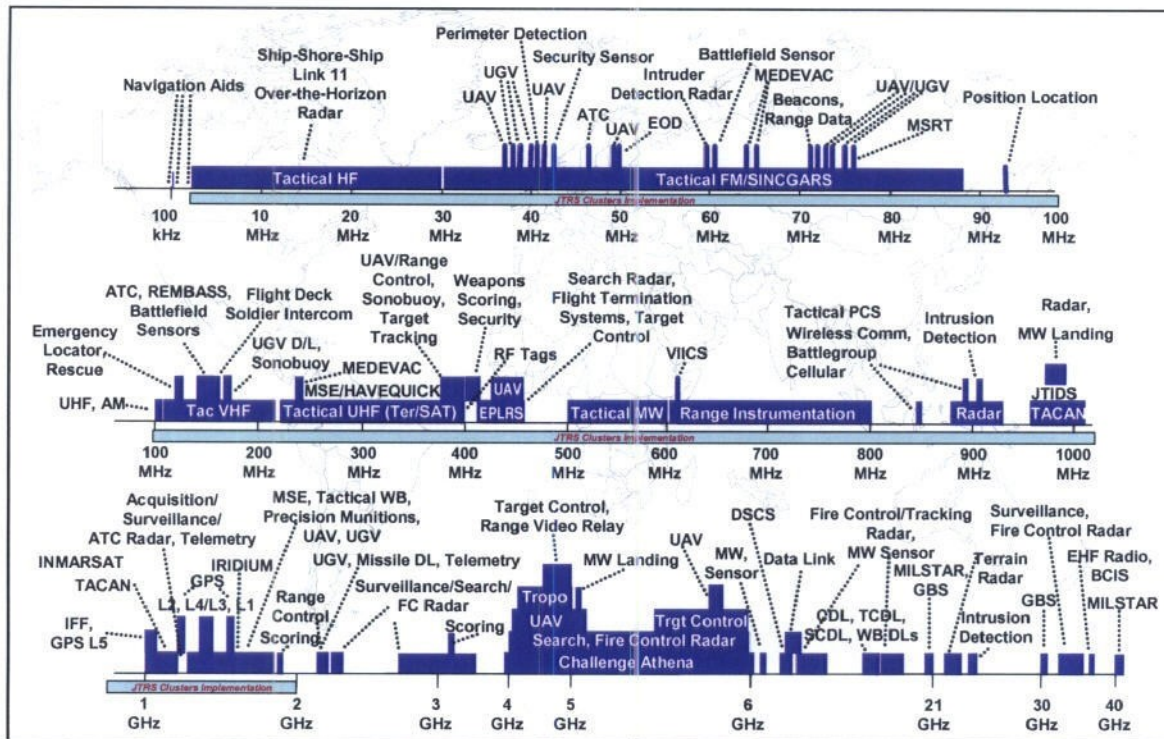 Perimeter Detection
Ship-Shore-Ship
Link 11
Over-the-Horizon
Radar
Navigation Aids
UGV
UAV
UAV
Security Sensor
ATC
UAV
EOD
Intruder
Detection Radar
Battlefield Sensor
MEDEVAC
Beacons,
Range Data
UAV/UGV
MSRT
Position Location
Tactical HF
Tactical FM/SINCGARS
JTRS Clusters Implementation
100 kHz
10 MHz
20 MHz
30 MHz
40 MHz
50 MHz
60 MHz
70 MHz
80 MHz
90 MHz
100 MHz
Emergency
Locator,
Rescue
UHF, AM
ATC, REMBASS,
Battlefield
Sensors
Flight Deck
Soldier Intercom
UGV D/L,
Sonobuoy
MEDEVAC
MSE/HAVEQUICK
UAV/Range
Control,
Sonobuoy,
Target
Tracking
Weapons
Scoring,
Security
RF Tags
Search Radar,
Flight Termination
Systems, Target
Control
VIICS
Tactical PCS
Wireless Comm,
Battlegroup
Cellular
Intrusion
Detection
Radar,
MW Landing
JTIDS
TACAN
Tac VHF
Tactical UHF (Ter/SAT)
UAV
EPLRS
Tactical MW
Range Instrumentation
Radar
JTRS Clusters Implementation
100 MHz
200 MHz
300 MHz
400 MHz
500 MHz
600 MHz
700 MHz
800 MHz
900 MHz
1000 MHz
Acquisition/
Surveillance/
ATC Radar, Telemetry
INMARSAT
TACAN
IFF,
GPS L5
GPS
L2, L4/L3, L1
IRIDIUM
MSE, Tactical WB,
Precision Munitions,
UAV, UGV
UGV, Missile DL, Telemetry
Range
Control
Scoring
Surveillance/Search/
FC Radar
Scoring
Target Control,
Range Video Relay
MW Landing
Tropo
UAV
Search, Fire Control Radar
Challenge Athena
Trgt Control
UAV
DSCS
MW,
Sensor
Data Link
Fire Control/Tracking
Radar,
MW Sensor
CDL, TCDL,
SCDL, WB DLs
MILSTAR,
GBS
Terrain
Radar
Intrusion
Detection
Surveillance,
Fire Control Radar
GBS
EHF Radio,
BCIS
MILSTAR
JTRS Clusters Implementation
1 GHz
2 GHz
3 GHz
4 GHz
5 GHz
6 GHz
21 GHz
30 GHz
40 GHz